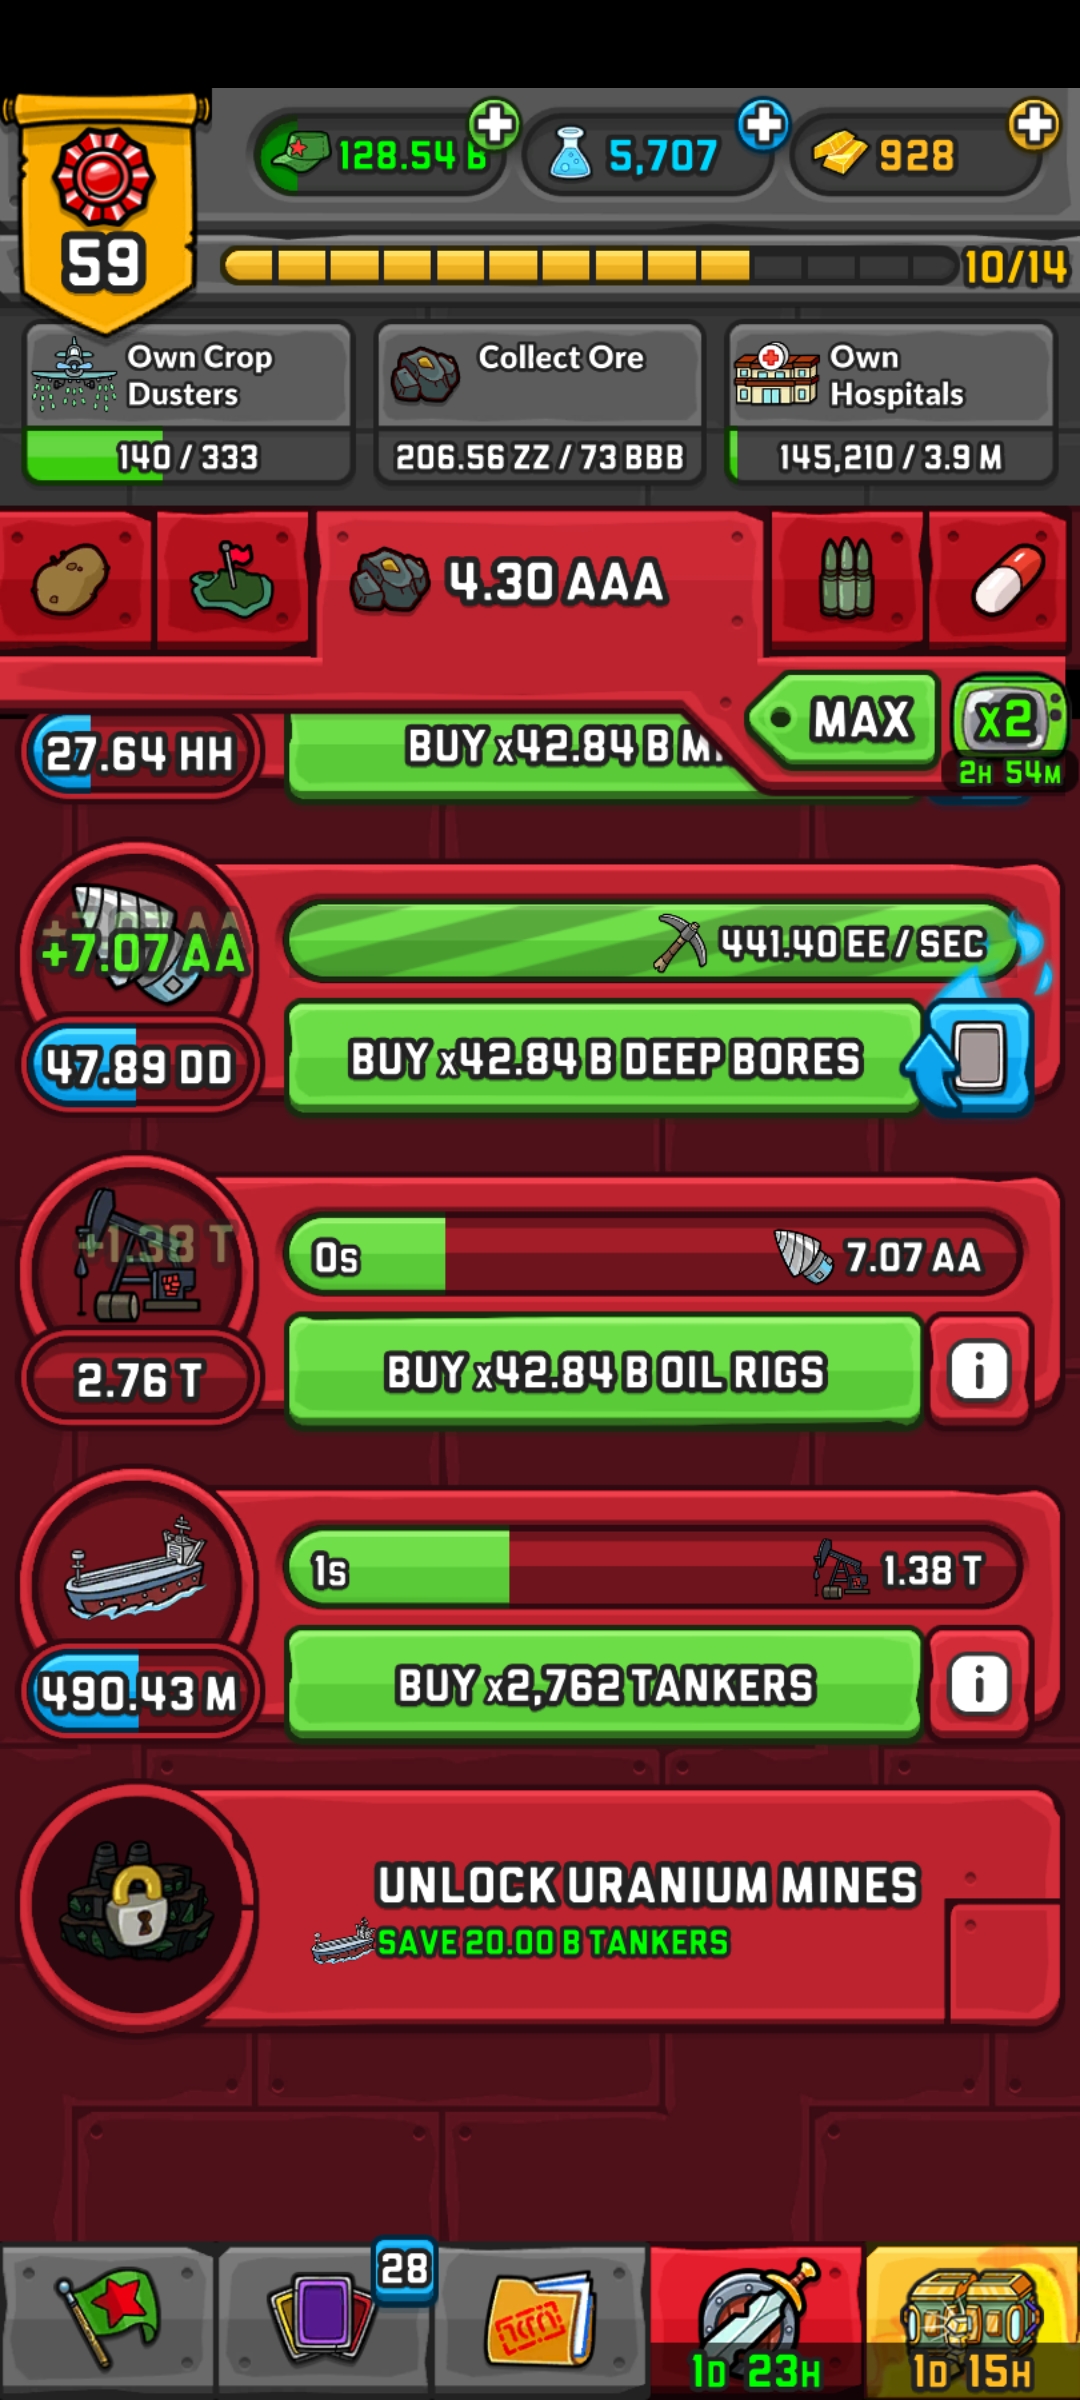 59
128.54 B
5,707
928
10/14
Own Crop
Dusters
140 / 333
Collect Ore
206.56 ZZ / 73 BBB
Own
Hospitals
145,210 / 3.9 M
4.30 AAA
MAX
x2
2H 54M
27.64 HH
BUY x42.84 B
+7.07 AA
+7.07 AA
441.40 EE / SEC
47.89 DD
BUY x42.84 B DEEP BORES
+1.38 T
0s
7.07 AA
2.76 T
BUY x42.84 B OIL RIGS
i
1s
1.38 T
490.43 M
BUY x2,762 TANKERS
i
UNLOCK URANIUM MINES
SAVE 20.00 B TANKERS
28
1D 23H
1D 15H